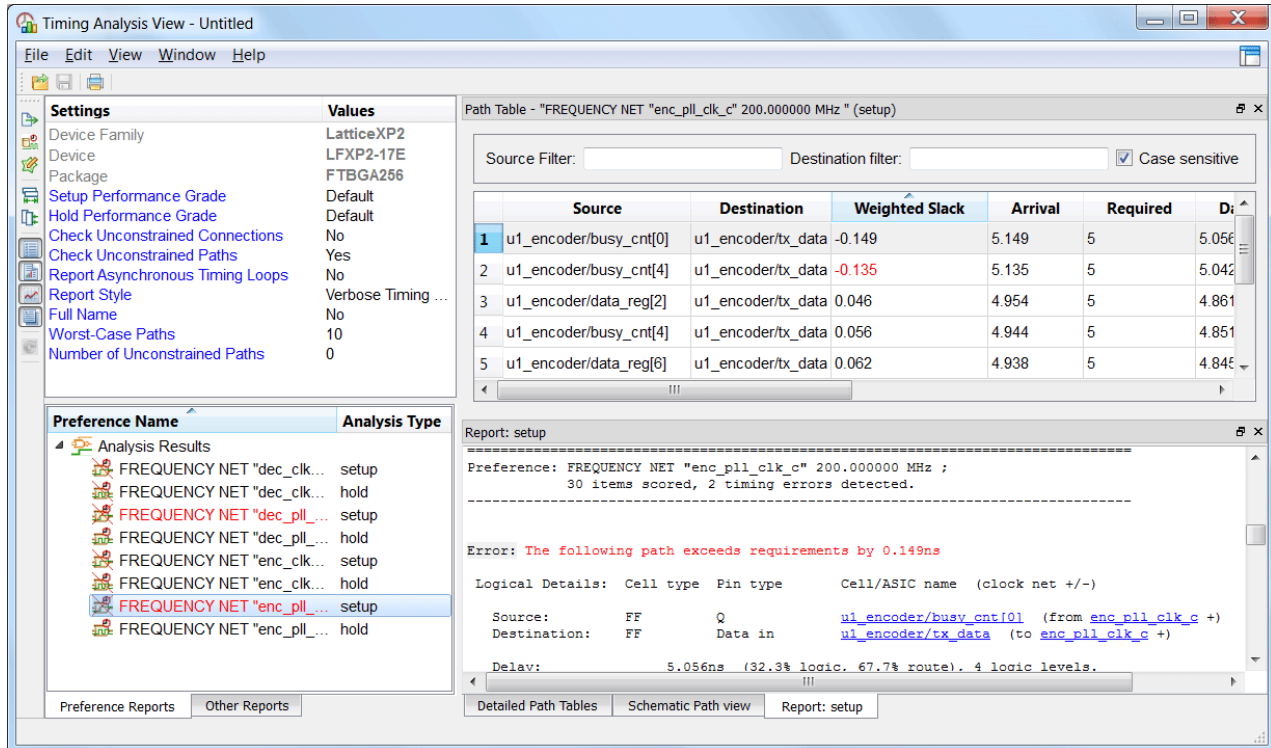 Timing Analysis View - Untitled
File Edit View Window Help
Settings Values
Device Family LatticeXP2
Device LFXP2-17E
Package FTBGA256
Setup Performance Grade Default
Hold Performance Grade Default
Check Unconstrained Connections No
Check Unconstrained Paths Yes
Report Asynchronous Timing Loops No
Report Style Verbose Timing ...
Full Name No
Worst-Case Paths 10
Number of Unconstrained Paths 0
Preference Name Analysis Type
Analysis Results
FREQUENCY NET "dec_clk... setup
FREQUENCY NET "dec_clk... hold
FREQUENCY NET "dec_pll_... setup
FREQUENCY NET "dec_pll_... hold
FREQUENCY NET "enc_clk... setup
FREQUENCY NET "enc_clk... hold
FREQUENCY NET "enc_pll_... setup
FREQUENCY NET "enc_pll_... hold
Preference Reports Other Reports
Path Table - "FREQUENCY NET "enc_pll_clk_c" 200.000000 MHz " (setup)
Source Filter: Destination filter: Case sensitive
Source Destination Weighted Slack Arrival Required
1 u1_encoder/busy_cnt[0] u1_encoder/tx_data -0.149 5.149 5 5.056
2 u1_encoder/busy_cnt[4] u1_encoder/tx_data -0.135 5.135 5 5.042
3 u1_encoder/data_reg[2] u1_encoder/tx_data 0.046 4.954 5 4.861
4 u1_encoder/busy_cnt[4] u1_encoder/tx_data 0.056 4.944 5 4.851
5 u1_encoder/data_reg[6] u1_encoder/tx_data 0.062 4.938 5 4.845
Report: setup
Preference: FREQUENCY NET "enc_pll_clk_c" 200.000000 MHz ;
30 items scored, 2 timing errors detected.
Error: The following path exceeds requirements by 0.149ns
Logical Details: Cell type Pin type Cell/ASIC name (clock net +/-)
Source: FF Q u1_encoder/busy_cnt[0] (from enc_pll_clk_c +)
Destination: FF Data in u1_encoder/tx_data (to enc_pll_clk_c +)
Delay: 5.056ns (32.3% logic, 67.7% route), 4 logic levels.
Detailed Path Tables Schematic Path view Report: setup